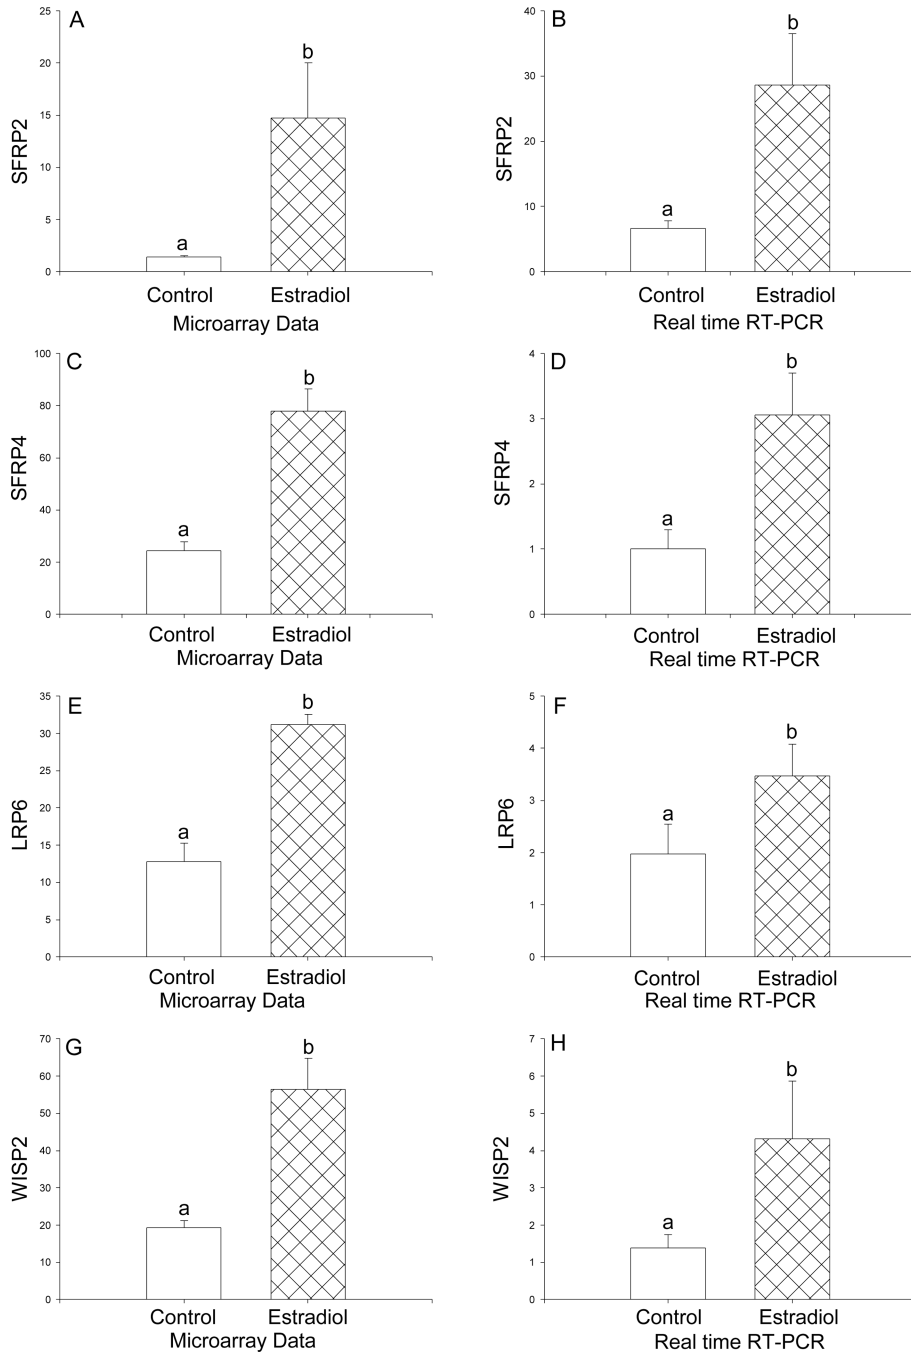 A
SFRP2
25
20
15
10
5
0
a
b
Control Estradiol
Microarray Data
B
SFRP2
40
30
20
10
0
a
b
Control Estradiol
Real time RT-PCR
C
SFRP4
100
80
60
40
20
0
a
b
Control Estradiol
Microarray Data
D
SFRP4
4
3
2
1
0
a
b
Control Estradiol
Real time RT-PCR
E
LRP6
35
30
25
20
15
10
5
0
a
b
Control Estradiol
Microarray Data
F
LRP6
5
4
3
2
1
0
a
b
Control Estradiol
Real time RT-PCR
G
WISP2
70
60
50
40
30
20
10
0
a
b
Control Estradiol
Microarray Data
H
WISP2
7
6
5
4
3
2
1
0
a
b
Control Estradiol
Real time RT-PCR